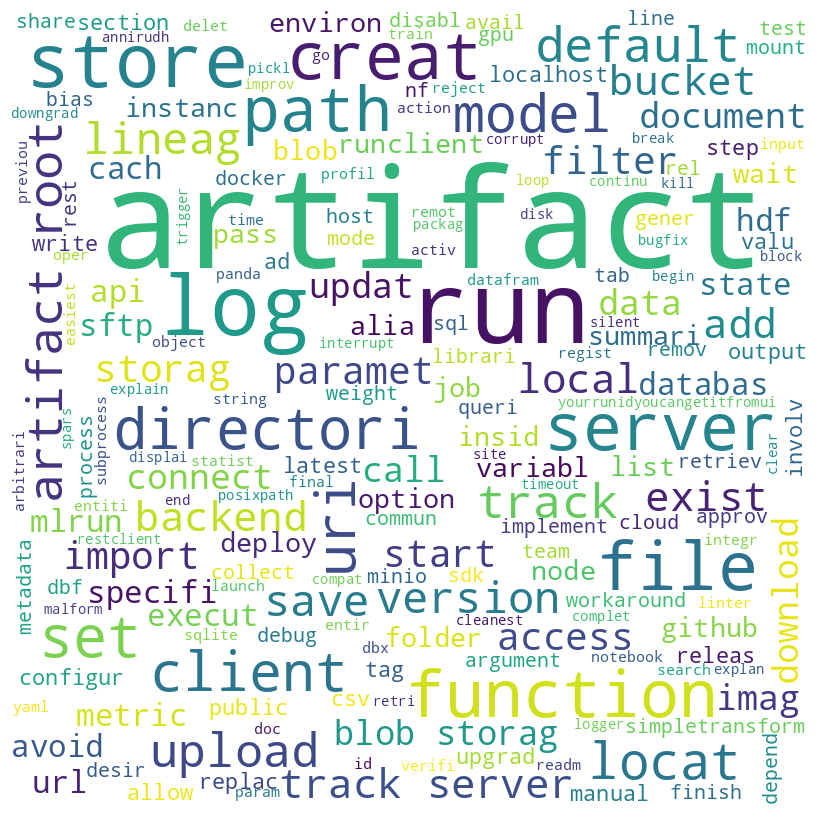 share section environ disabl avail line test
annirudh delet train gpu mount
store go creat default
pickl nf localhost bucket
improv reject
downgrad bias instanc path action model document
lineag blob runclient corrupt filter break step input
previou root cach docker profil loop continu rel kill wait
artifact
rest trigger time host remot packag disk gener hdf
write pass mode activ bugfix valu block
oper panda ad datafram tab begin state
api log updat run data
easiest sftp alia sql silent summari add
object interrupt librari regist remov output
artifact root storag paramet job local databas
explain weight queri yourrunidyoucangetitfromui
spars string
arbitrari process subprocess directori insid server involv
displai statist latest call site variabl list retriev clear
connect final timeout
mlrun entiti end posixpath option track exist
backend uri commun implement cloud approv
restclient import deploy start team node file integr download
metadata dbf specifi collect compat minio sdk
launch save version workaround linter
malform execut entir cleanest complet github
set sqlite debug folder access
client tag argument notebook releas search explan
configur function imag
yaml metric public csv retri logger simpletransform
avoid doc blob storag
upload id verifi upgrad readm locat depend
url desir replac track server manual finish
allow param